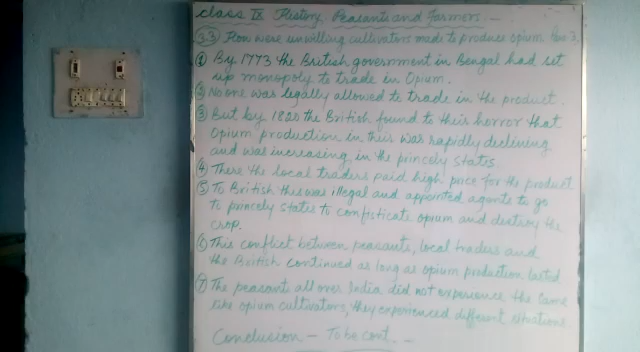 class IX History, Peasants and Farmers:-
3.3 How were unwilling cultivators made to produce opium
① By 1773 the British government in Bengal had set
up monopoly to trade in Opium.
② No one was legally allowed to trade in the product.
③ But by 1820 the British found to their horror that
opium production in their was rapidly declining
and was increasing in the princely states
④ There the local traders paid high price for the product
⑤ To British this was illegal and appointed agents to go
to princely states to confisticate opium and destroy the
crop.
⑥ This conflict between peasants, local traders and
the British continued as long as opium production lasted
⑦ The peasants all over India did not experience the same
like opium cultivators, they experienced different situations
Conclusion - To be cont. -